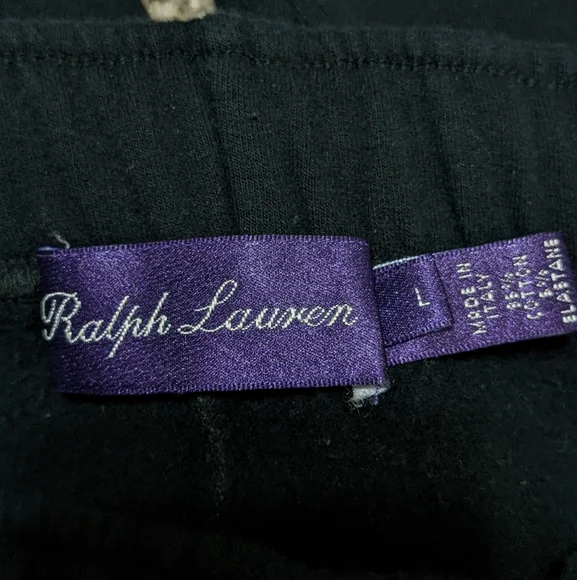 Ralph Lauren
L
MADE IN
ITALY
95%
COTTON
5%
ELASTANE